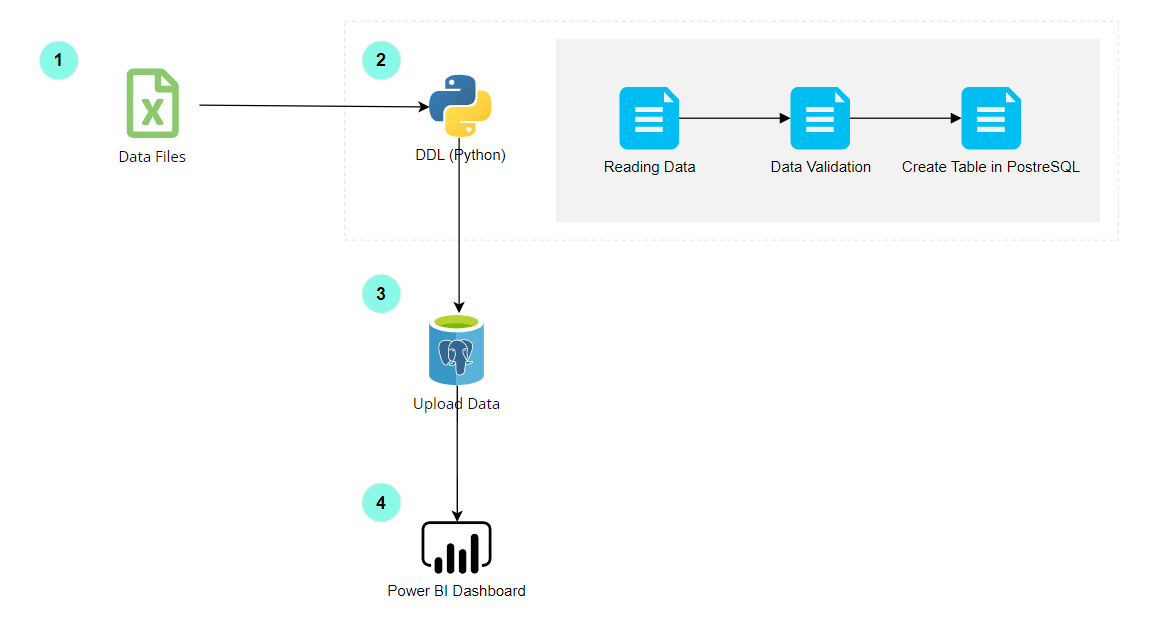 1
2
Data Files
DDL (Python)
Reading Data
Data Validation
Create Table in PostreSQL
3
Upload Data
4
Power BI Dashboard